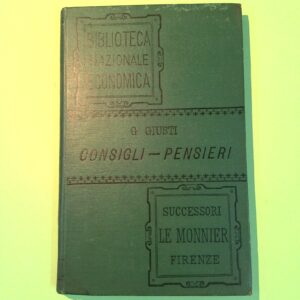 BIBLIOTECA
NAZIONALE
ECONOMICA
G. GIUSTI
CONSIGLI - PENSIERI
SUCCESSORI
LE MONNIER
FIRENZE